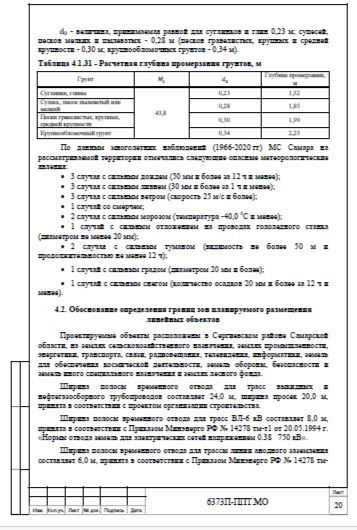 d₀ - величина, принимаемая равной для суглинков и глин 0,23 м; супесей,
песков мелких и пылеватых - 0,28 м (песков гравелистых, крупных и средней
крупности - 0,30 м; крупнообломочных грунтов - 0,34 м).
Таблица 4.1.31 - Расчетная глубина промерзания грунтов, м
Грунт Mt d0 Глубина промерзания, м
Суглинки, глины 0,23 1,52
Супесь, песок пылеватый или мелкий 43,8 0,28 1,85
Пески гравелистые, крупные, средней крупности 0,30 1,99
Крупнообломочный грунт 0,34 2,25
По данным многолетних наблюдений (1966-2020 гг) МС Самара на
рассматриваемой территории отмечались следующие опасные метеорологические
явления:
• 3 случая с сильным дождем (50 мм и более за 12 ч и менее);
• 3 случая с сильным ливнем (30 мм и более за 1 ч и менее);
• 3 случая с сильным ветром (скорость 25 м/с и более);
• 1 случай со смерчем;
• 2 случая с сильным морозом (температура -40,0 ⁰С и менее);
• 1 случай с сильным отложением на проводах гололедного станка
(диаметром не менее 20 мм);
• 2 случая с сильным туманом (видимость не более 50 м и
продолжительностью не менее 12 ч);
• 1 случай с сильным градом (диаметром 20 мм и более);
• 1 случай с сильным снегом (количество осадков 20 мм и более за 12 ч и
менее).
4.2. Обоснование определения границ зон планируемого размещения
линейных объектов
Проектируемые объекты расположены в Сергиевском районе Самарской
области, на землях сельскохозяйственного назначения, землях промышленности,
энергетики, транспорта, связи, радиовещания, телевидения, информатики, земель
для обеспечения космической деятельности, земель обороны, безопасности и
земель иного специального назначения и землях лесного фонда.
Ширина полосы временного отвода для трасс выкидных и
нефтегазосборного трубопроводов составляет 24,0 м, ширина просек 20,0 м,
принята в соответствии с проектом организации строительства.
Ширина полосы временного отвода для трасс ВЛ-6 кВ составляет 8,0 м,
принята в соответствии с Приказом Минэнерго РФ № 14278 тм-т1 от 20.05.1994 г.
«Нормы отвода земель для электрических сетей напряжением 0.38 750 кВ».
Ширина полосы временного отвода для трассы линии анодного заземления
составляет 6,0 м, принята в соответствии с Приказом Минэнерго РФ № 14278 тм-
Изм. Кол.уч. Лист № док. Подпись Дата
6373П-ППТ.МО
Лист
20